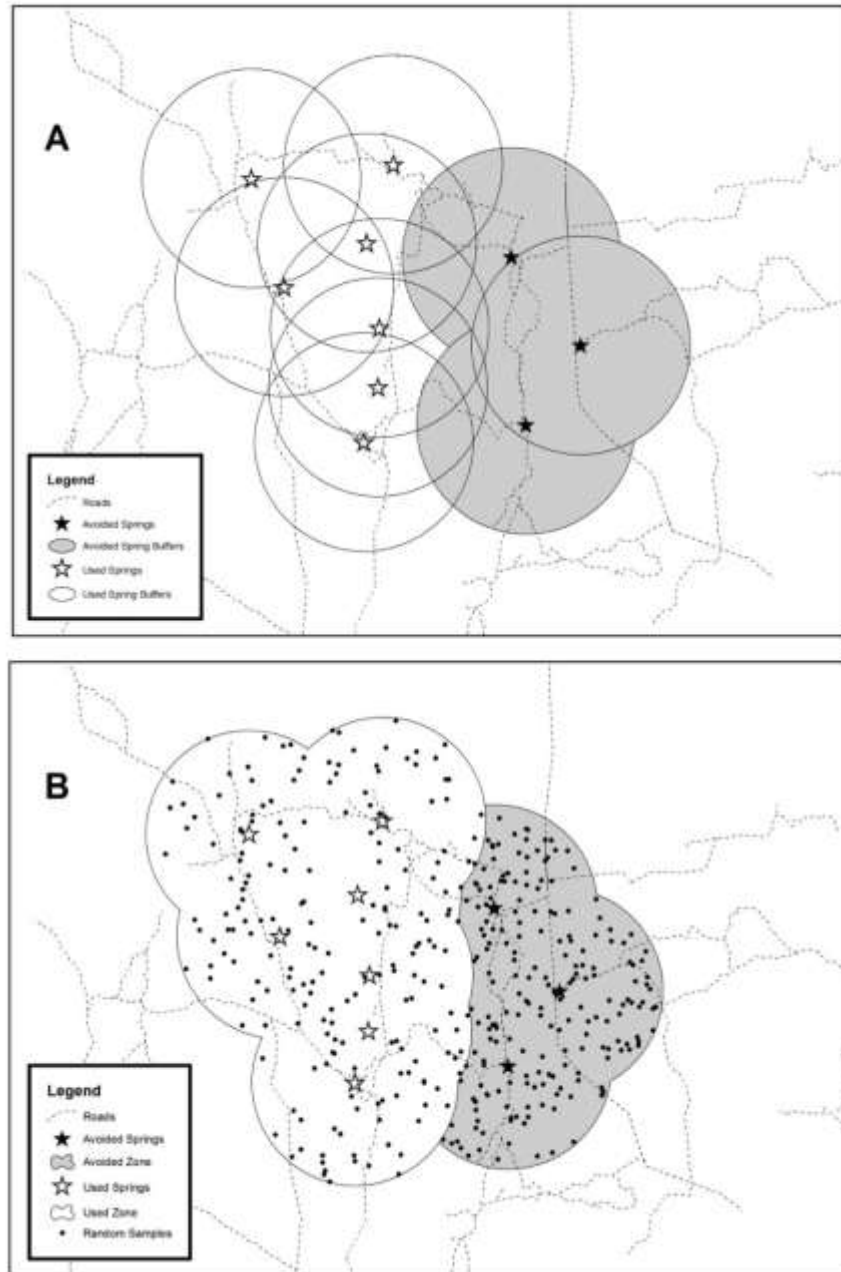 A
Legend
Roads
Avoided Springs
Avoided Spring Buffers
Used Springs
Used Spring Buffers
B
Legend
Roads
Avoided Springs
Avoided Zone
Used Springs
Used Zone
Random Samples